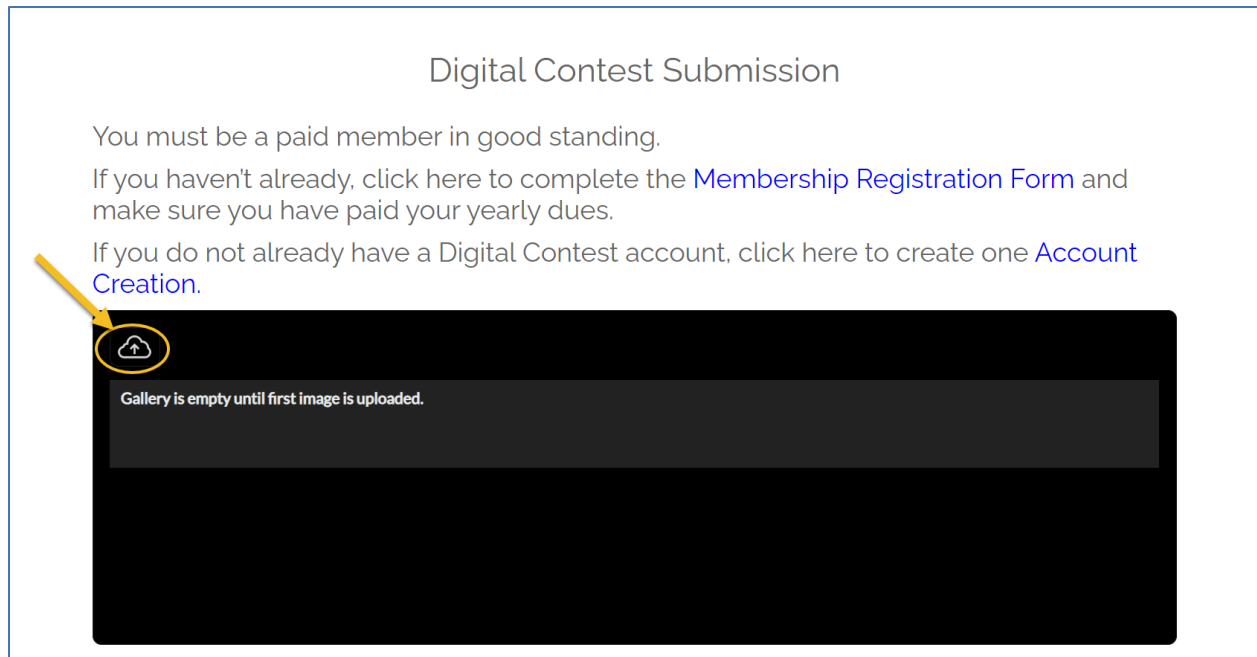 Digital Contest Submission
You must be a paid member in good standing.
If you haven't already, click here to complete the Membership Registration Form and
make sure you have paid your yearly dues.
If you do not already have a Digital Contest account, click here to create one Account
Creation.
Gallery is empty until first image is uploaded.